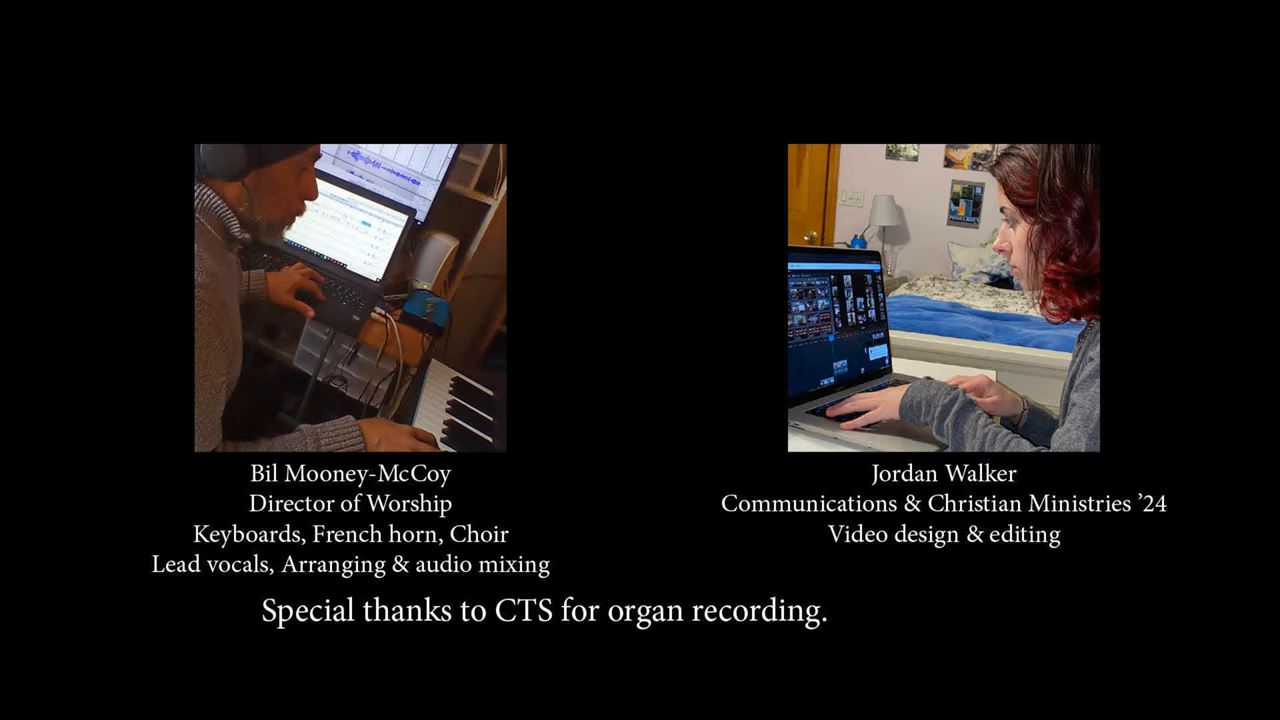 Bil Mooney-McCoy
Director of Worship
Keyboards, French horn, Choir
Lead vocals, Arranging & audio mixing
Jordan Walker
Communications & Christian Ministries ’24
Video design & editing
Special thanks to CTS for organ recording.